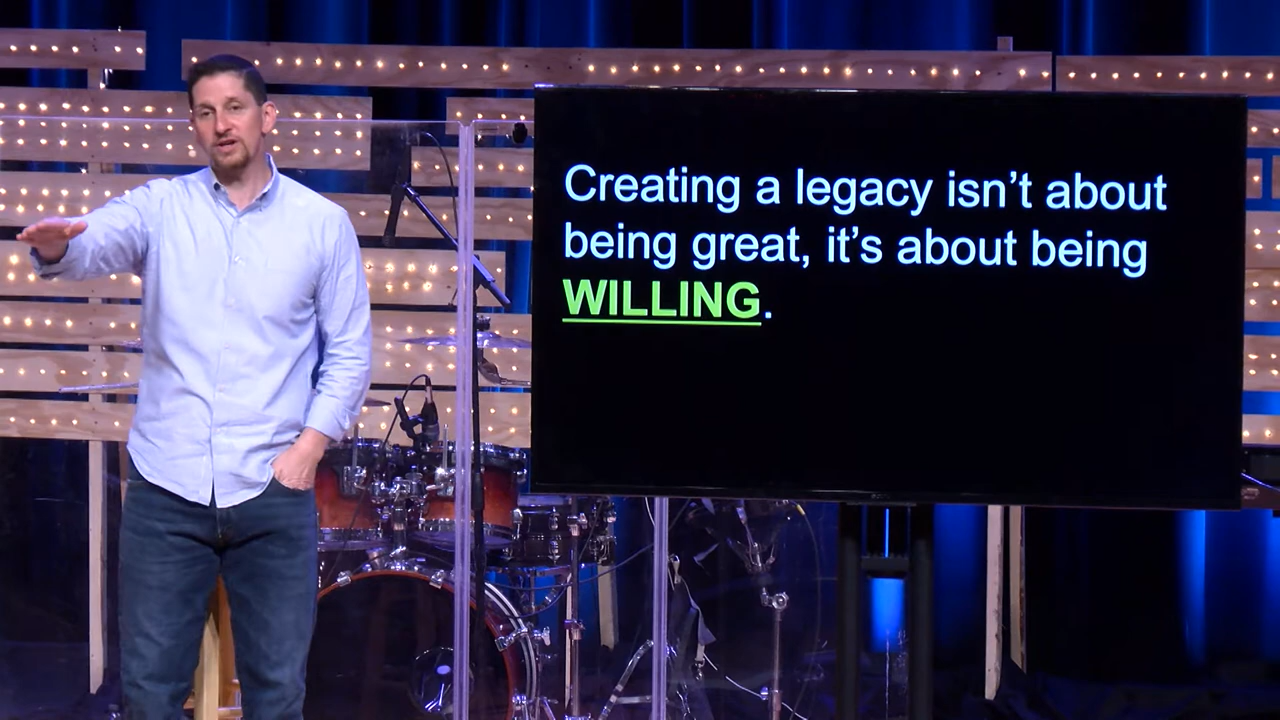 Creating a legacy isn’t about
being great, it’s about being
WILLING.